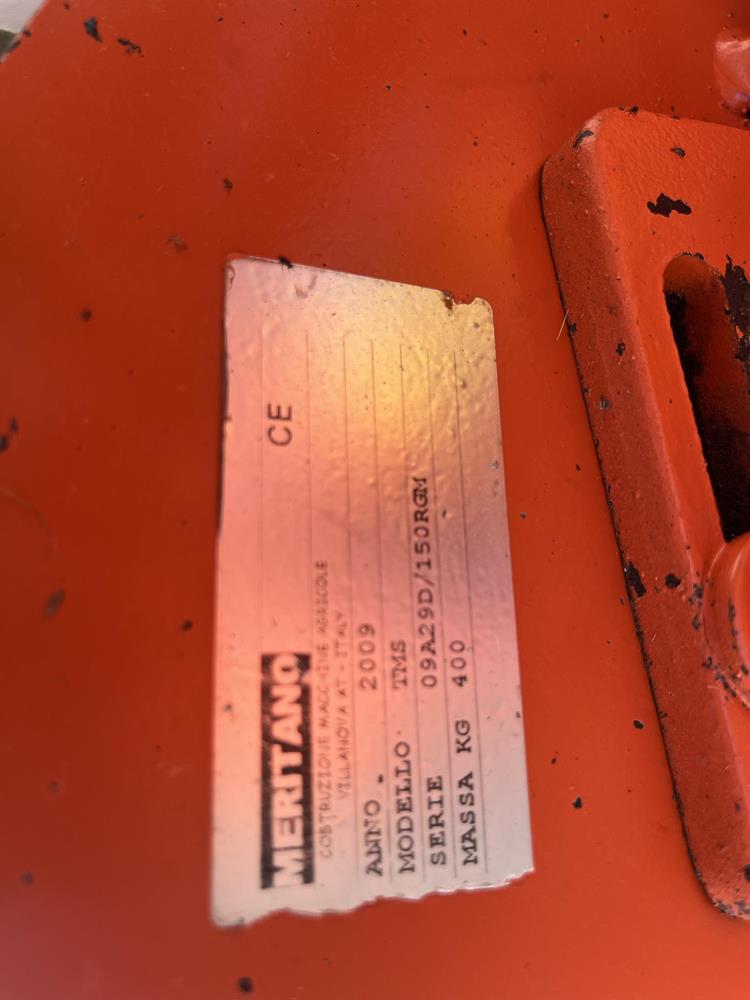 MERITANO CE
COSTRUZIONE MACCHINE AGRICOLE
VILLANOVA AT - ITALY
ANNO. 2009
MODELLO TMS
SERIE 09A29D/150RGM
MASSA KG 400